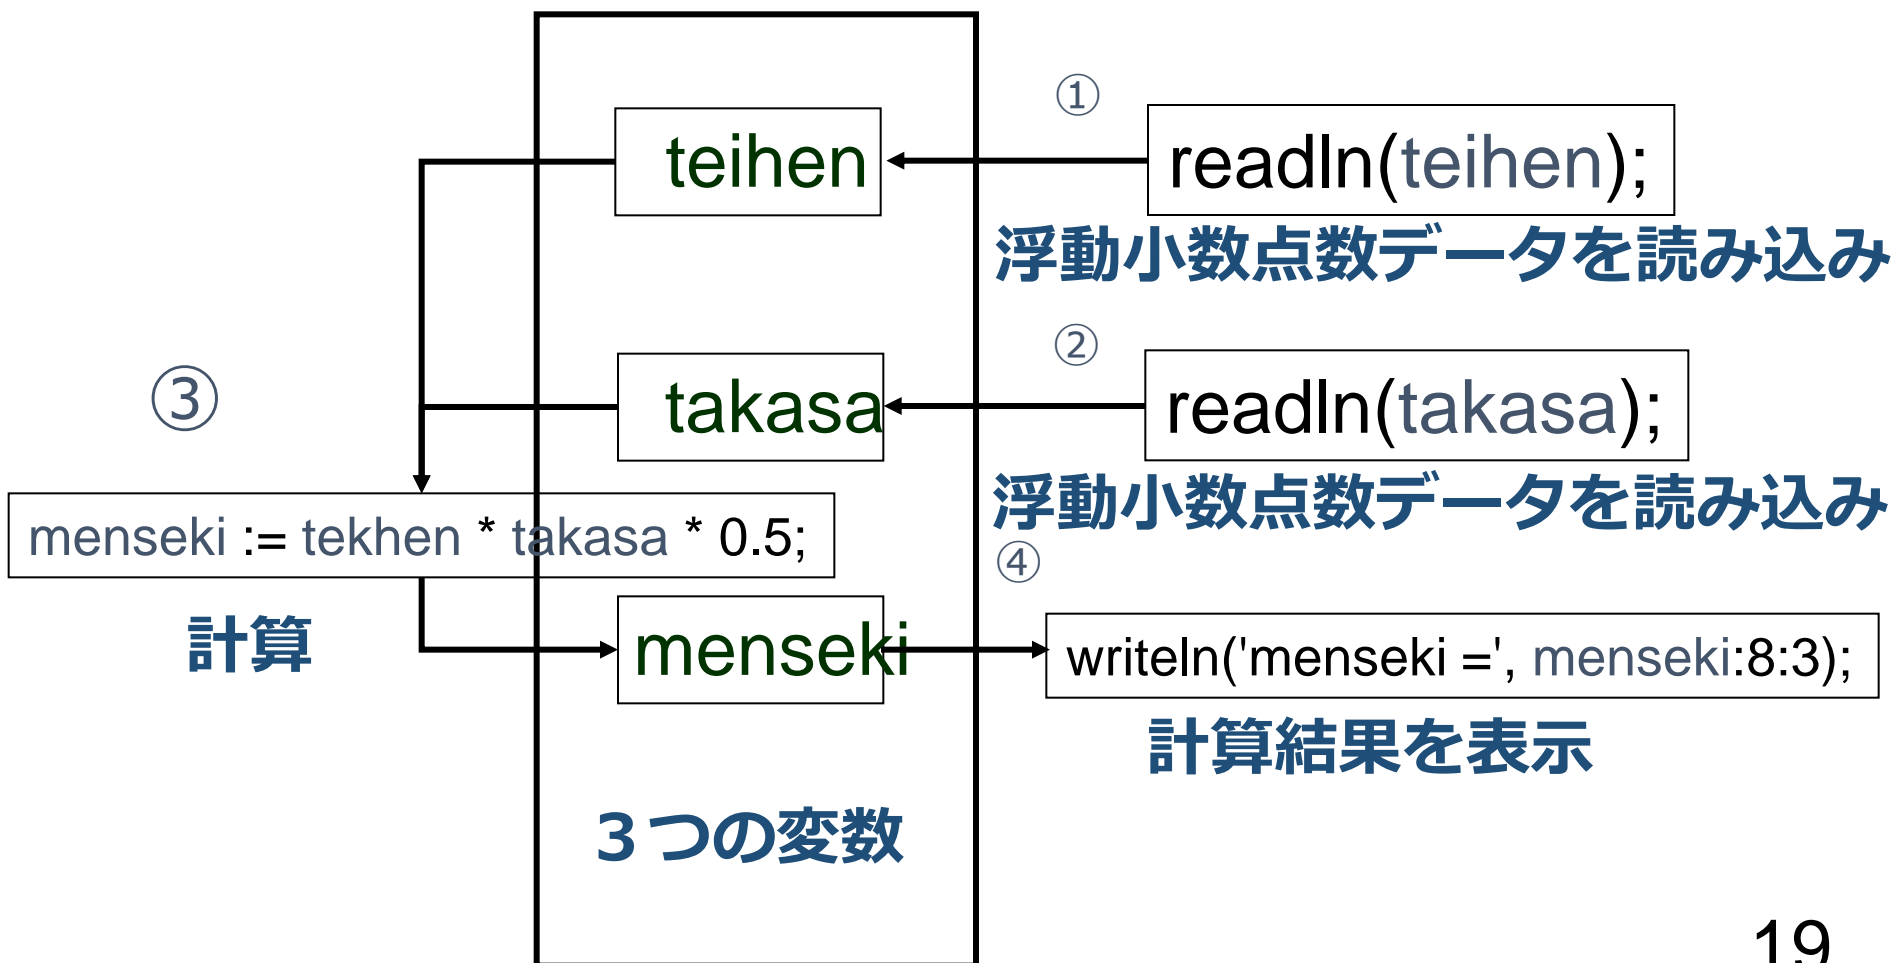 ①
teihen
readln(teihen);
浮動小数点数データを読み込み
②
③
takasa
readln(takasa);
浮動小数点数データを読み込み
menseki := tekhen * takasa * 0.5;
④
計算
menseki
writeln('menseki =', menseki:8:3);
計算結果を表示
３つの変数
19